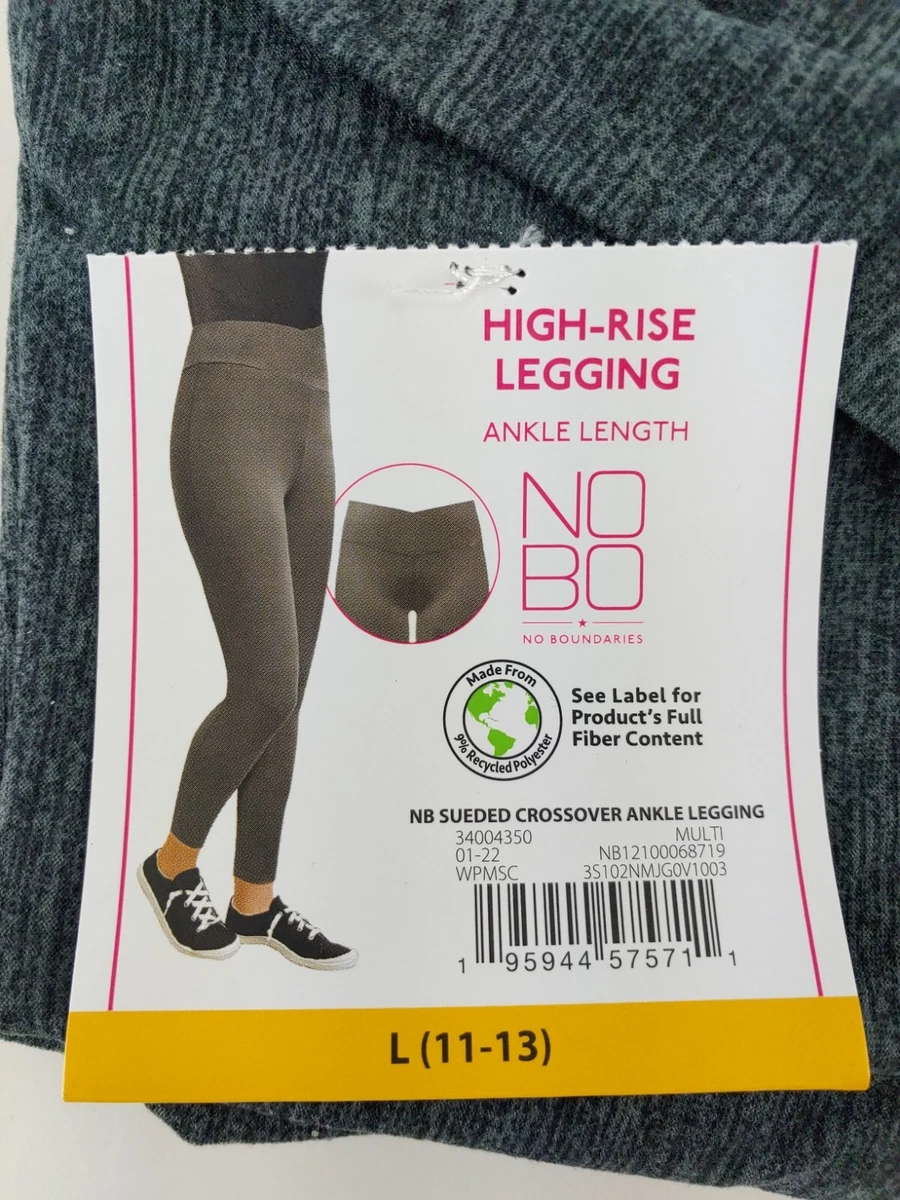 HIGH-RISE
LEGGING
ANKLE LENGTH
NO
BO
NO BOUNDARIES
Made From
9% Recycled Polyester
See Label for
Product's Full
Fiber Content
NB SUEDED CROSSOVER ANKLE LEGGING
34004350 MULTI
01-22 NB12100068719
WPMSC 3S102NMJG0V1003
1 95944 57571 1
L (11-13)